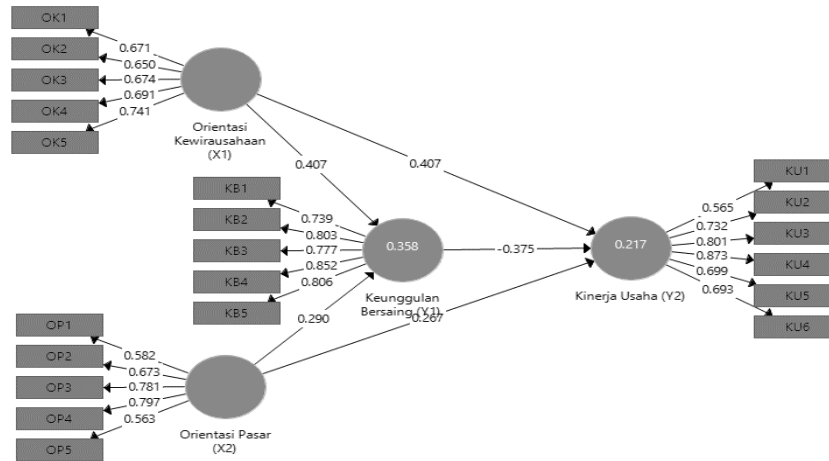 OK1
OK2
OK3
OK4
OK5
0.671
0.650
0.674
0.691
0.741
Orientasi
Kewirausahaan
(X1)
0.407
0.407
KB1
KB2
KB3
KB4
KB5
0.739
0.803
0.777
0.852
0.806
0.358
Keunggulan
Bersaing (Y1)
-0.375
0.290
-0.267
0.217
Kinerja Usaha (Y2)
KU1
KU2
KU3
KU4
KU5
KU6
0.565
0.732
0.801
0.873
0.699
0.693
OP1
OP2
OP3
OP4
OP5
0.582
0.673
0.781
0.797
0.563
Orientasi Pasar
(X2)